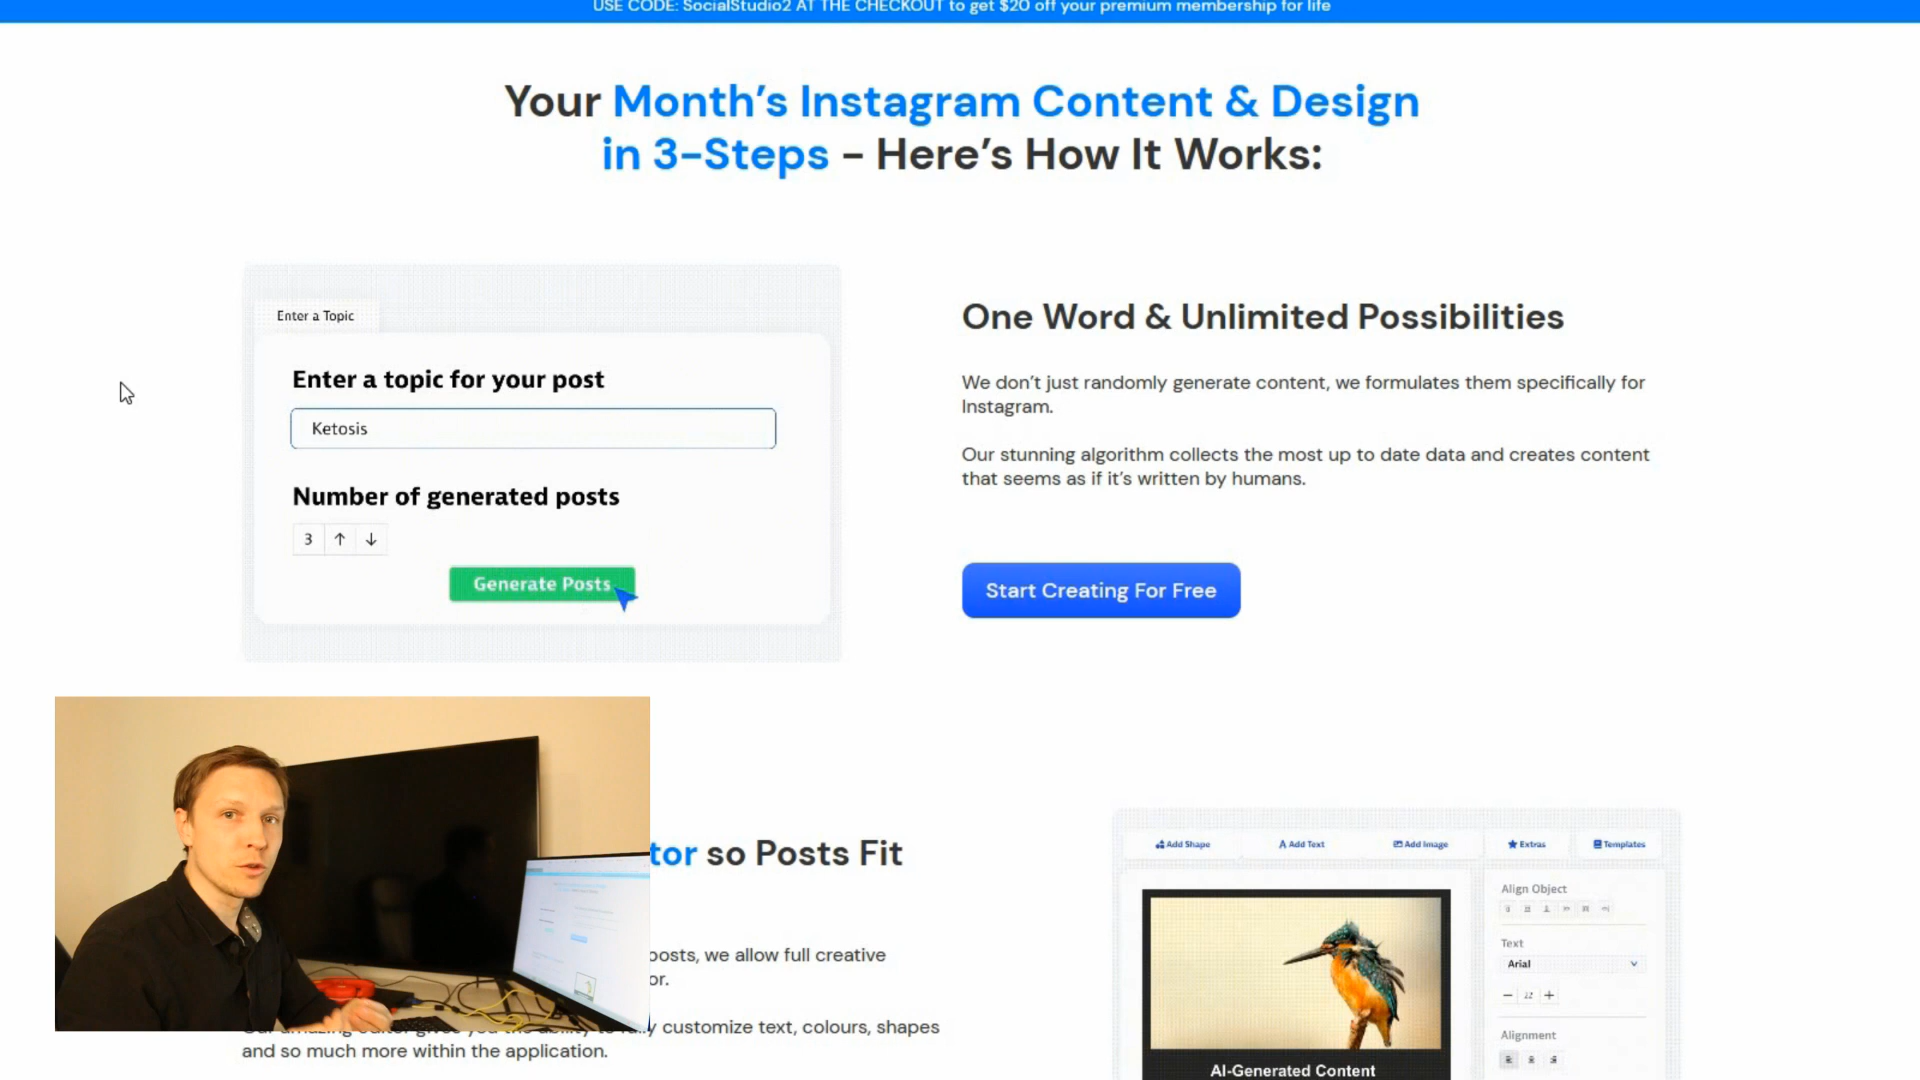 USE CODE: SocialStudio2 AT THE CHECKOUT to get $20 off your premium membership for life
Your Month's Instagram Content & Design
in 3-Steps – Here's How It Works:
Enter a Topic
Enter a topic for your post
Ketosis
Number of generated posts
3
Generate Posts
One Word & Unlimited Possibilities
We don't just randomly generate content, we formulates them specifically for
Instagram.
Our stunning algorithm collects the most up to date data and creates content
that seems as if it's written by humans.
Start Creating For Free
tor so Posts Fit
posts, we allow full creative
or.
customize text, colours, shapes
and so much more within the application.
Add Shape
Add Text
Add Image
Extras
Templates
Align Object
Text
Arial
22
Alignment
AI-Generated Content